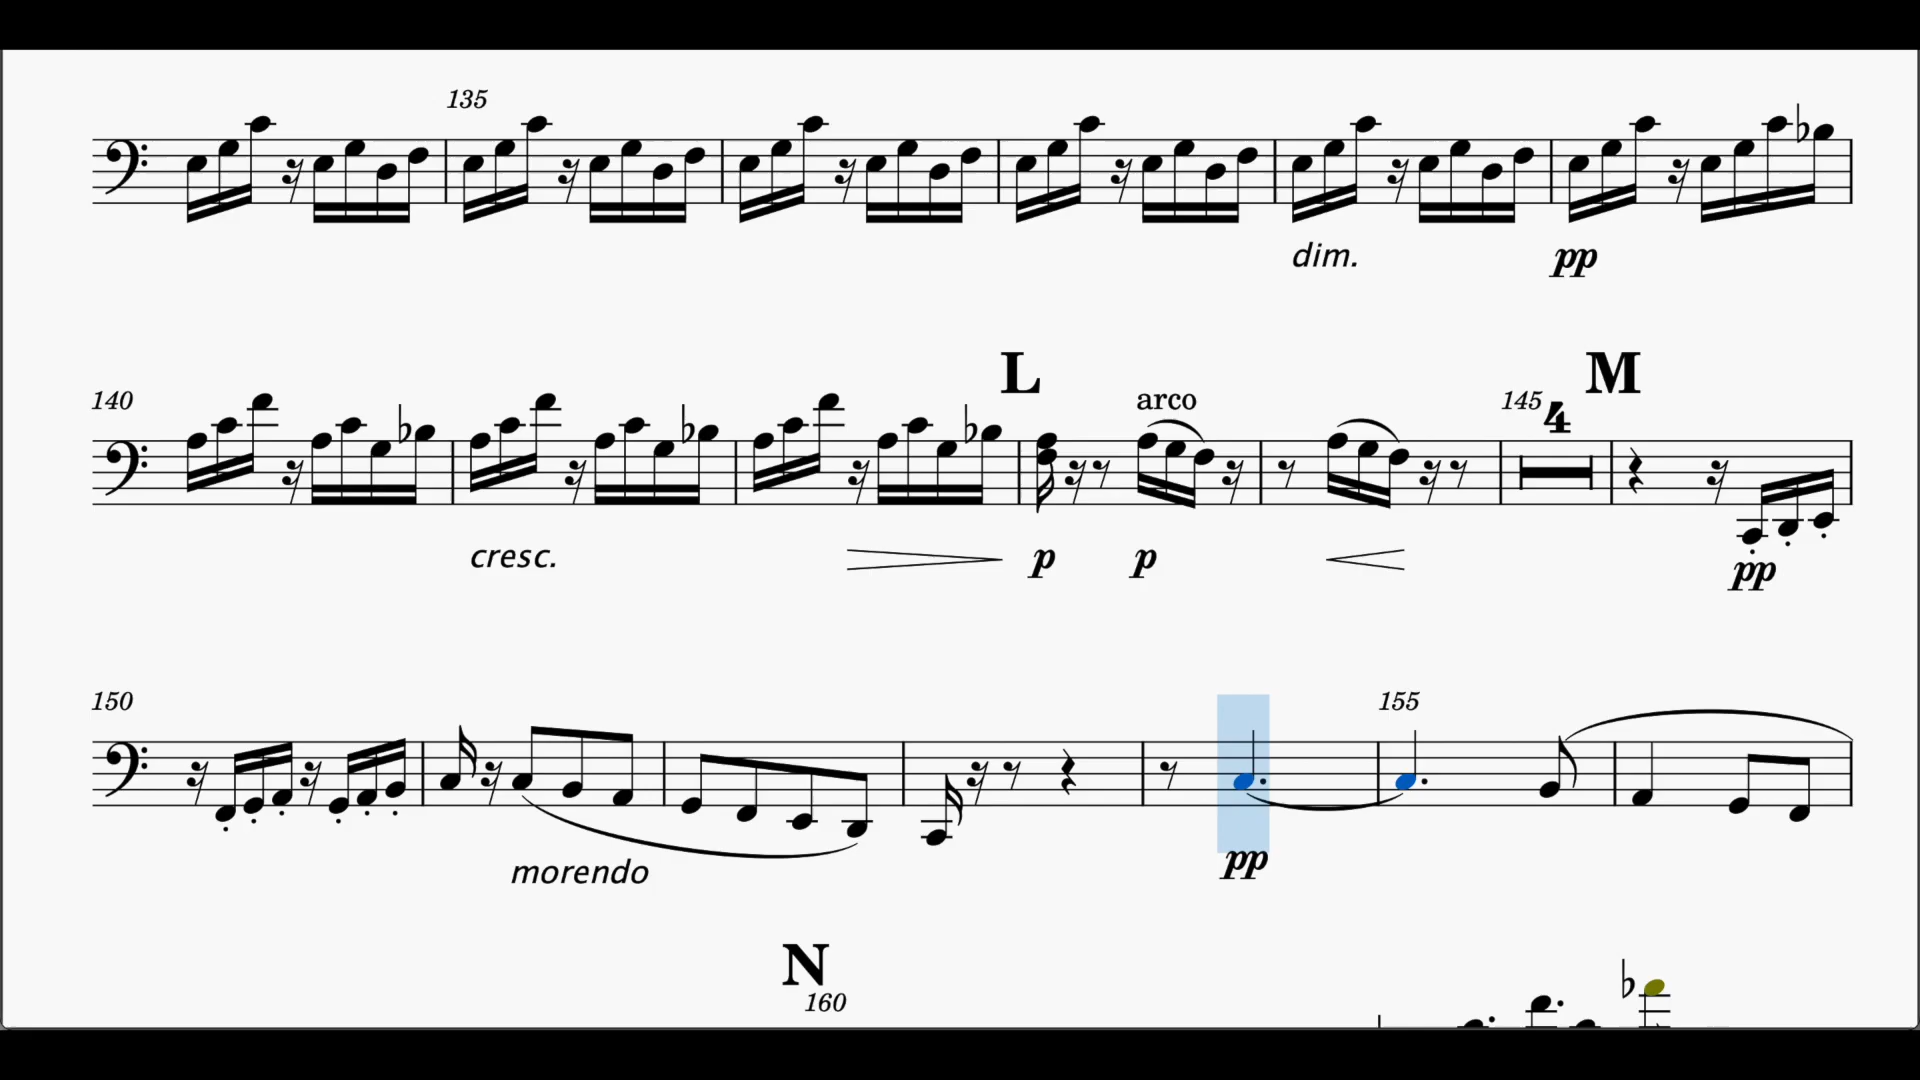 135
dim. pp
L M
140 arco 145 4
cresc. p p pp
150 155
morendo pp
N
160